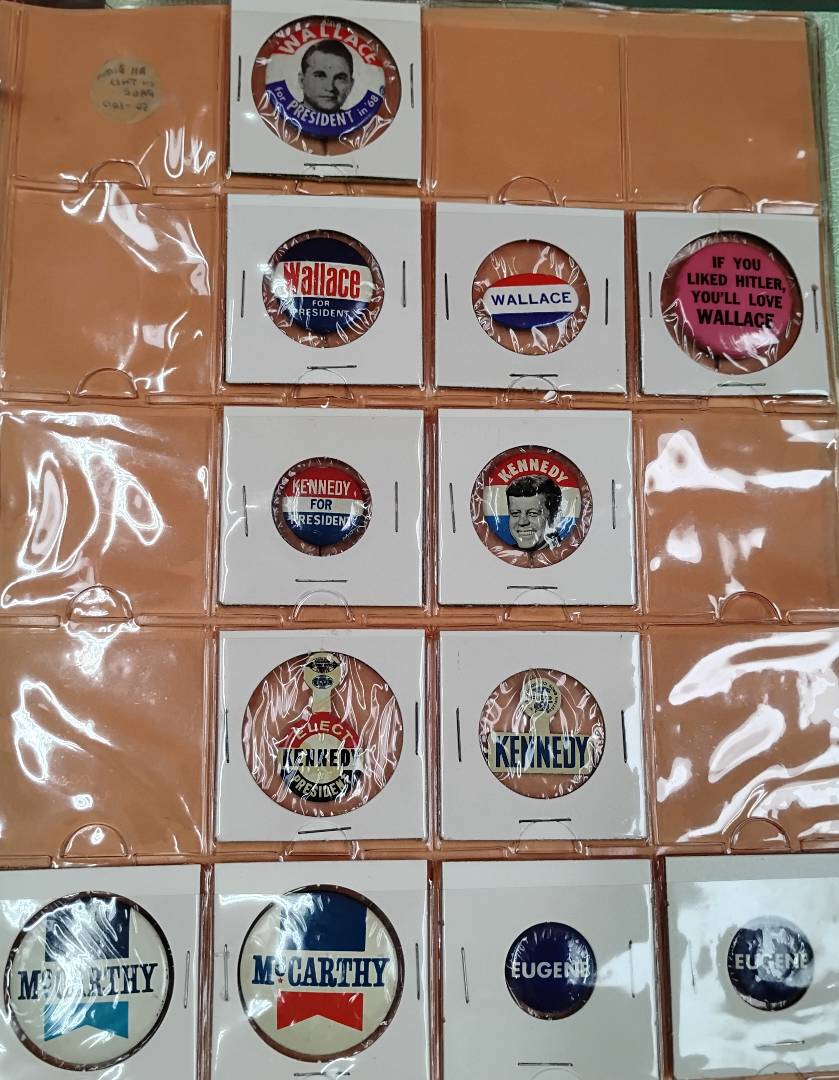 WALLACE
for PRESIDENT in '68
Wallace
FOR
PRESIDENT
WALLACE
IF YOU
LIKED HITLER,
YOU'LL LOVE
WALLACE
KENNEDY
FOR
PRESIDENT
KENNEDY
ELECT
KENNEDY
PRESIDENT
KENNEDY
McCARTHY
McCARTHY
EUGENE
EUGENE